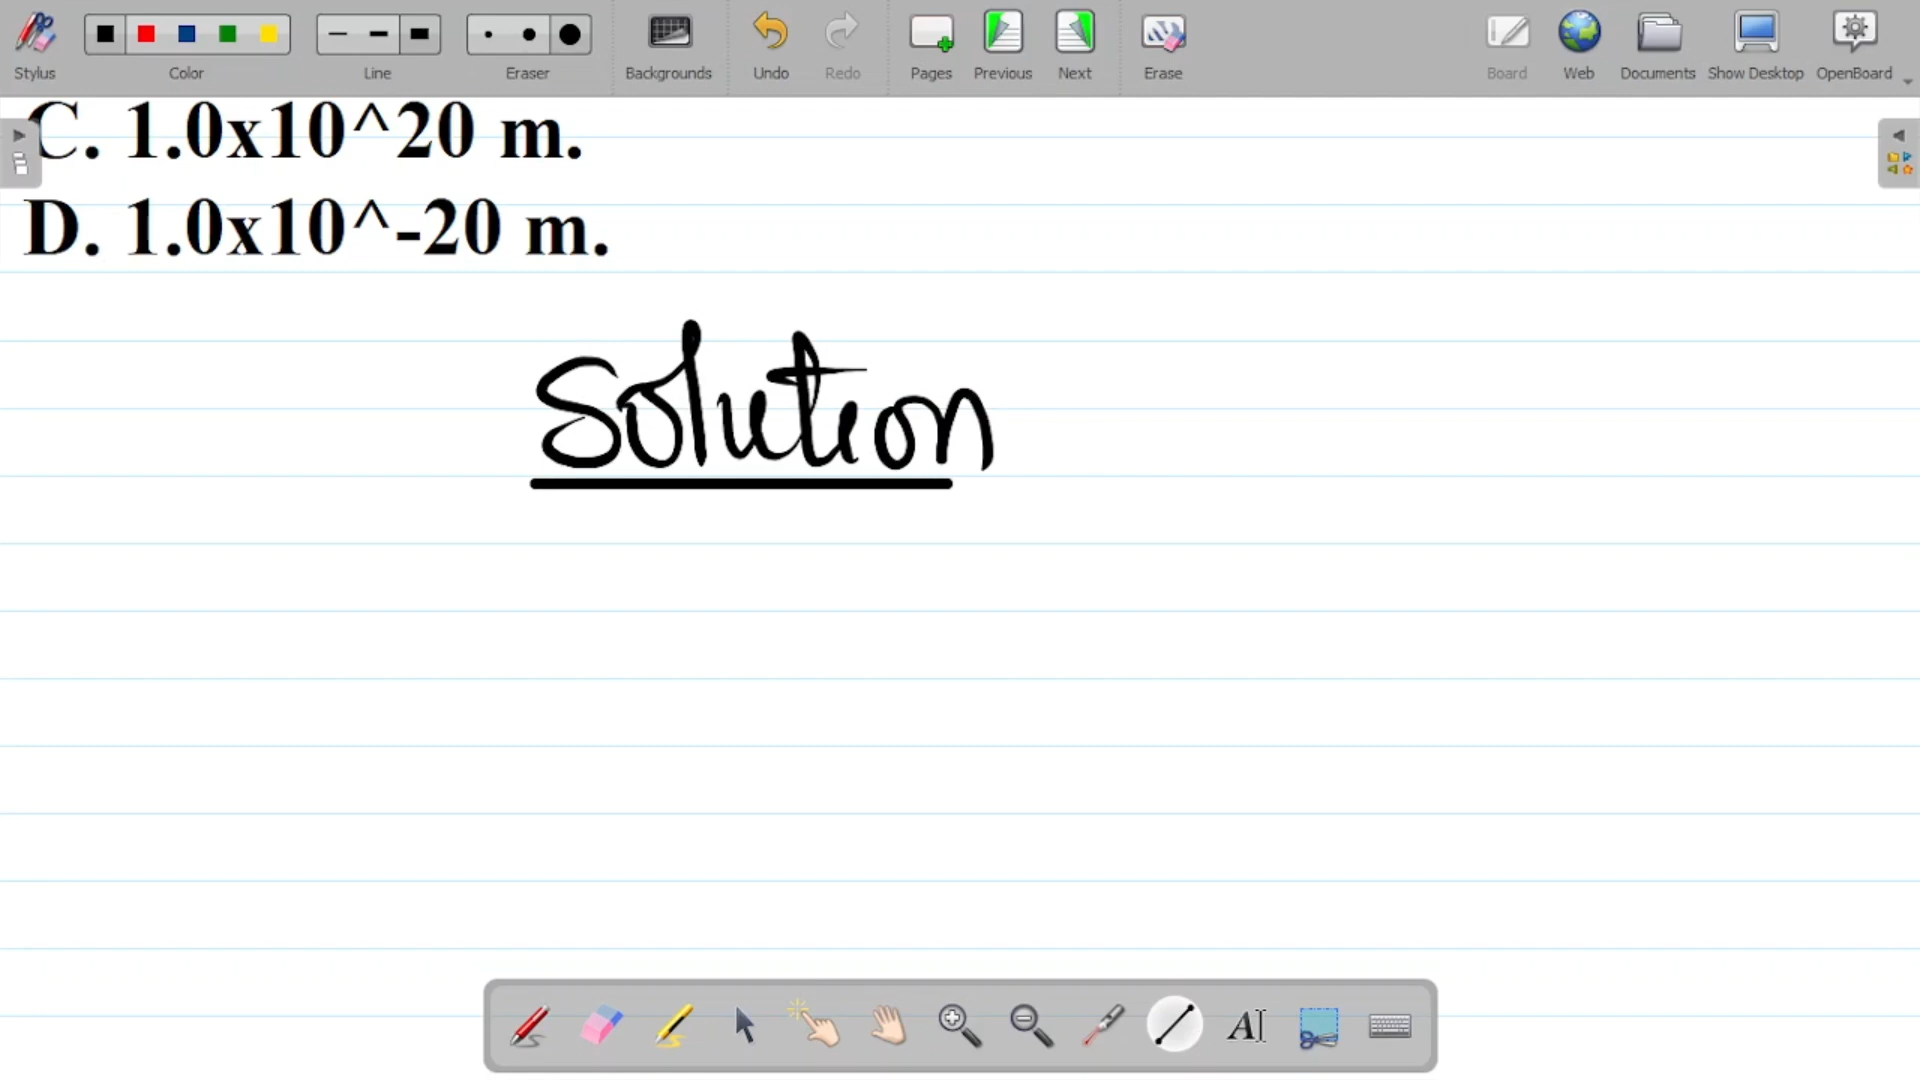 Stylus
Color
Line
Eraser
Backgrounds
Undo
Redo
Pages
Previous
Next
Erase
Board
Web
Documents
Show Desktop
OpenBoard
C. 1.0x10^20 m.
D. 1.0x10^-20 m.
Solution